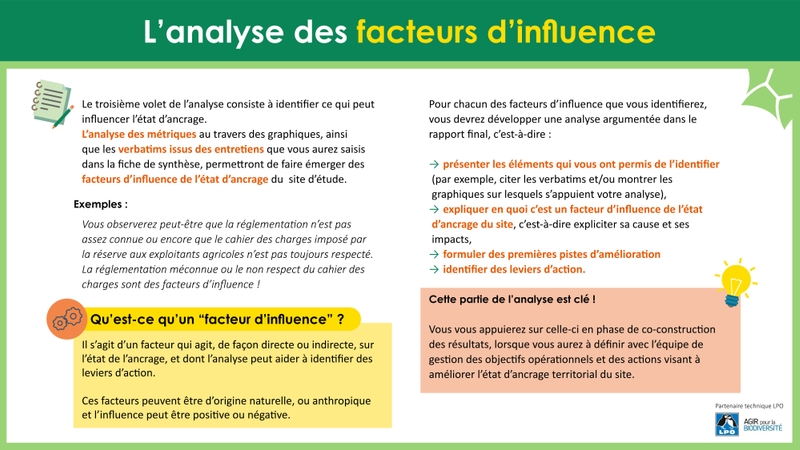 L’analyse des facteurs d’influence
Le troisième volet de l’analyse consiste à identifier ce qui peut
influencer l’état d’ancrage.
L’analyse des métriques au travers des graphiques, ainsi
que les verbatims issus des entretiens que vous aurez saisis
dans la fiche de synthèse, permettront de faire émerger des
facteurs d’influence de l’état d’ancrage du site d’étude.
Exemples :
Vous observerez peut-être que la réglementation n’est pas
assez connue ou encore que le cahier des charges imposé par
la réserve aux exploitants agricoles n’est pas toujours respecté.
La réglementation méconnue ou le non respect du cahier des
charges sont des facteurs d’influence !
Qu’est-ce qu’un “facteur d’influence” ?
Il s’agit d’un facteur qui agit, de façon directe ou indirecte, sur
l’état de l’ancrage, et dont l’analyse peut aider à identifier des
leviers d’action.
Ces facteurs peuvent être d’origine naturelle, ou anthropique
et l’influence peut être positive ou négative.
Pour chacun des facteurs d’influence que vous identifierez,
vous devrez développer une analyse argumentée dans le
rapport final, c’est-à-dire :
→ présenter les éléments qui vous ont permis de l’identifier
(par exemple, citer les verbatims et/ou montrer les
graphiques sur lesquels s’appuient votre analyse),
→ expliquer en quoi c’est un facteur d’influence de l’état
d’ancrage du site, c’est-à-dire expliciter sa cause et ses
impacts,
→ formuler des premières pistes d’amélioration
→ identifier des leviers d’action.
Cette partie de l’analyse est clé !
Vous vous appuierez sur celle-ci en phase de co-construction
des résultats, lorsque vous aurez à définir avec l’équipe de
gestion des objectifs opérationnels et des actions visant à
améliorer l’état d’ancrage territorial du site.
Partenaire technique LPO
LPO
AGIR pour la
BIODIVERSITÉ